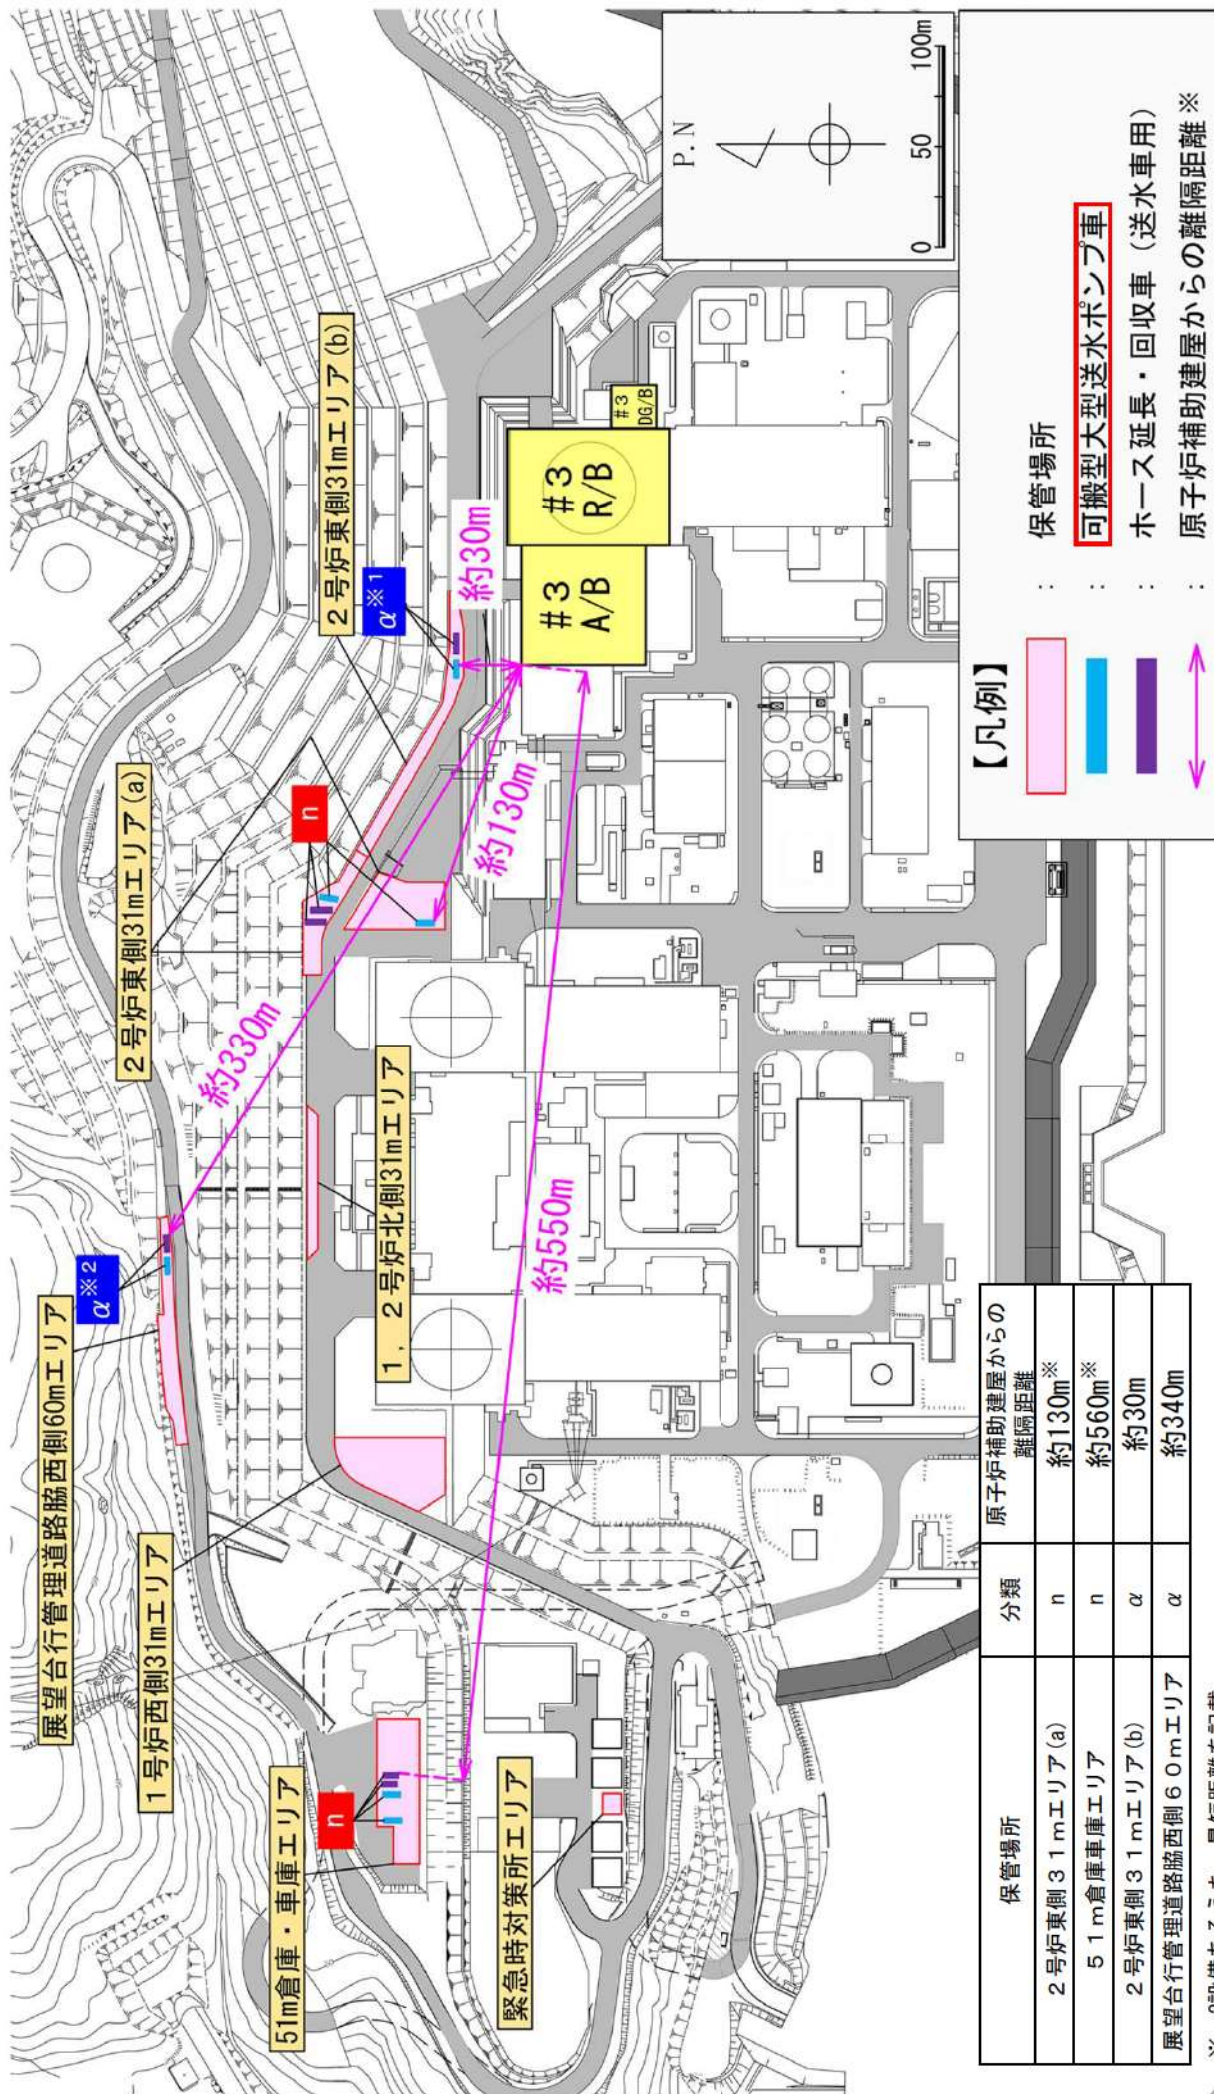 展望台行管理道路脇西側60mエリア
α※2
2号炉東側31mエリア(a)
2号炉東側31mエリア(b)
α※1
1号炉西側31mエリア
n
約330m
約30m
約130m
#3
A/B
#3
R/B
#3
DG/B
1，2号炉北側31mエリア
51m倉庫・車庫エリア
n
約550m
緊急時対策所エリア
P.N
0 50 100m
【凡例】
： 保管場所
： 可搬型大型送水ポンプ車
： ホース延長・回収車（送水車用）
： 原子炉補助建屋からの離隔距離※
保管場所 分類 原子炉補助建屋からの
離隔距離
2号炉東側31mエリア(a) n 約130m※
51m倉庫車庫エリア n 約560m※
2号炉東側31mエリア(b) α 約30m
展望台行管理道路脇西側60mエリア α 約340m